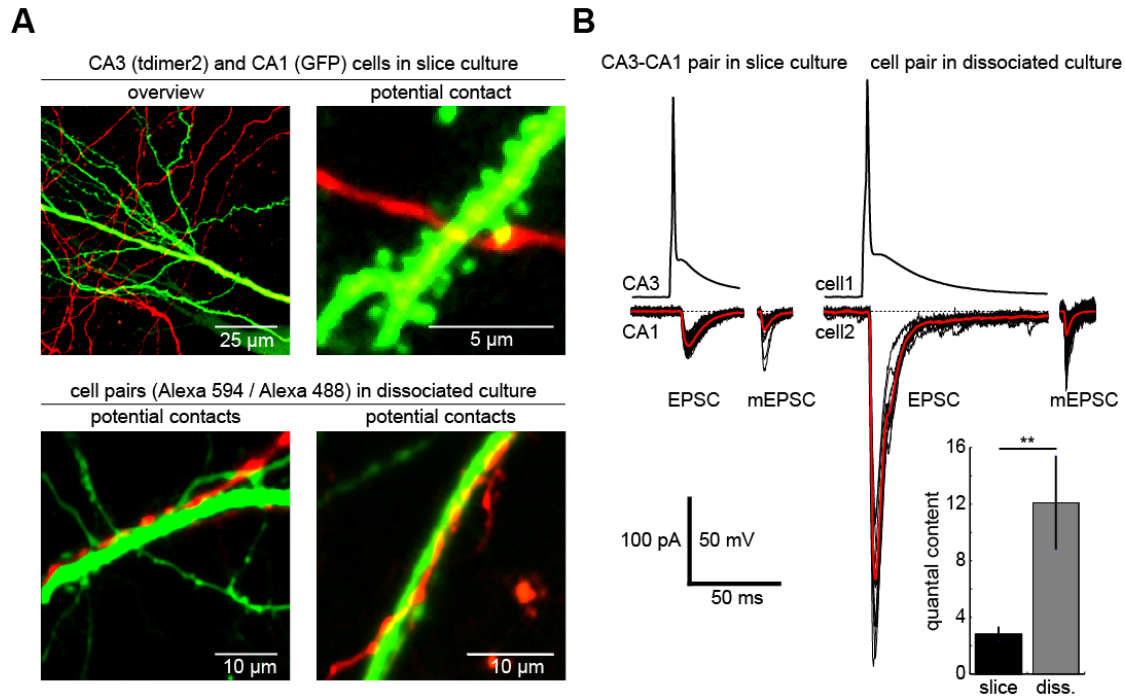 A
CA3 (tdimer2) and CA1 (GFP) cells in slice culture
overview
potential contact
25 µm
5 µm
cell pairs (Alexa 594 / Alexa 488) in dissociated culture
potential contacts
potential contacts
10 µm
10 µm
B
CA3-CA1 pair in slice culture
cell pair in dissociated culture
CA3
CA1
cell1
cell2
EPSC
mEPSC
EPSC
mEPSC
100 pA
50 mV
50 ms
quantal content
16
12
8
4
0
**
slice
diss.